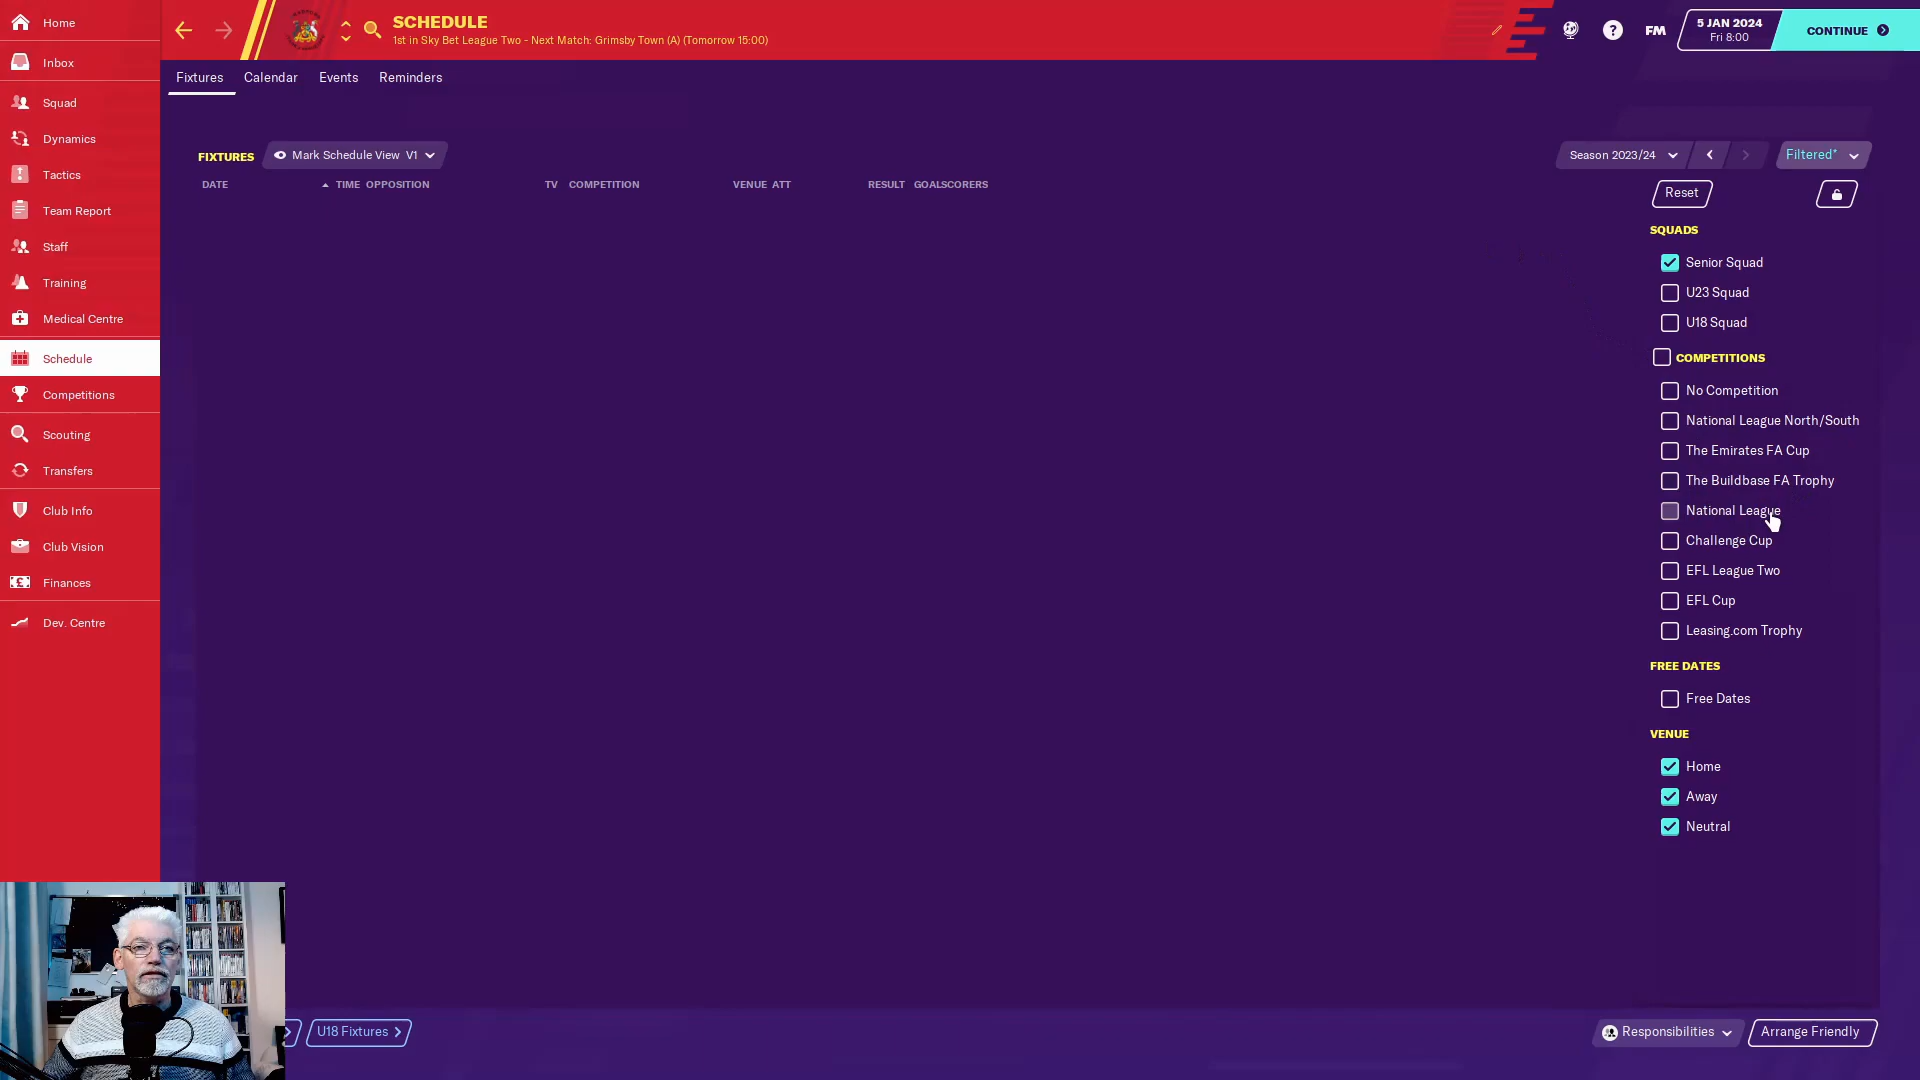 Home
SCHEDULE
1st in Sky Bet League Two - Next Match: Grimsby Town (A) (Tomorrow 15:00)
?
FM
5 JAN 2024
Fri 8:00
CONTINUE
Fixtures Calendar Events Reminders
Inbox
Squad
Dynamics
Tactics
Team Report
Staff
Training
Medical Centre
Schedule
Competitions
Scouting
Transfers
Club Info
Club Vision
Finances
Dev. Centre
FIXTURES Mark Schedule View V1
Season 2023/24 Filtered*
DATE TIME OPPOSITION TV COMPETITION VENUE ATT RESULT GOALSCORERS
Reset
SQUADS
Senior Squad
U23 Squad
U18 Squad
COMPETITIONS
No Competition
National League North/South
The Emirates FA Cup
The Buildbase FA Trophy
National League
Challenge Cup
EFL League Two
EFL Cup
Leasing.com Trophy
FREE DATES
Free Dates
VENUE
Home
Away
Neutral
U18 Fixtures
Responsibilities
Arrange Friendly